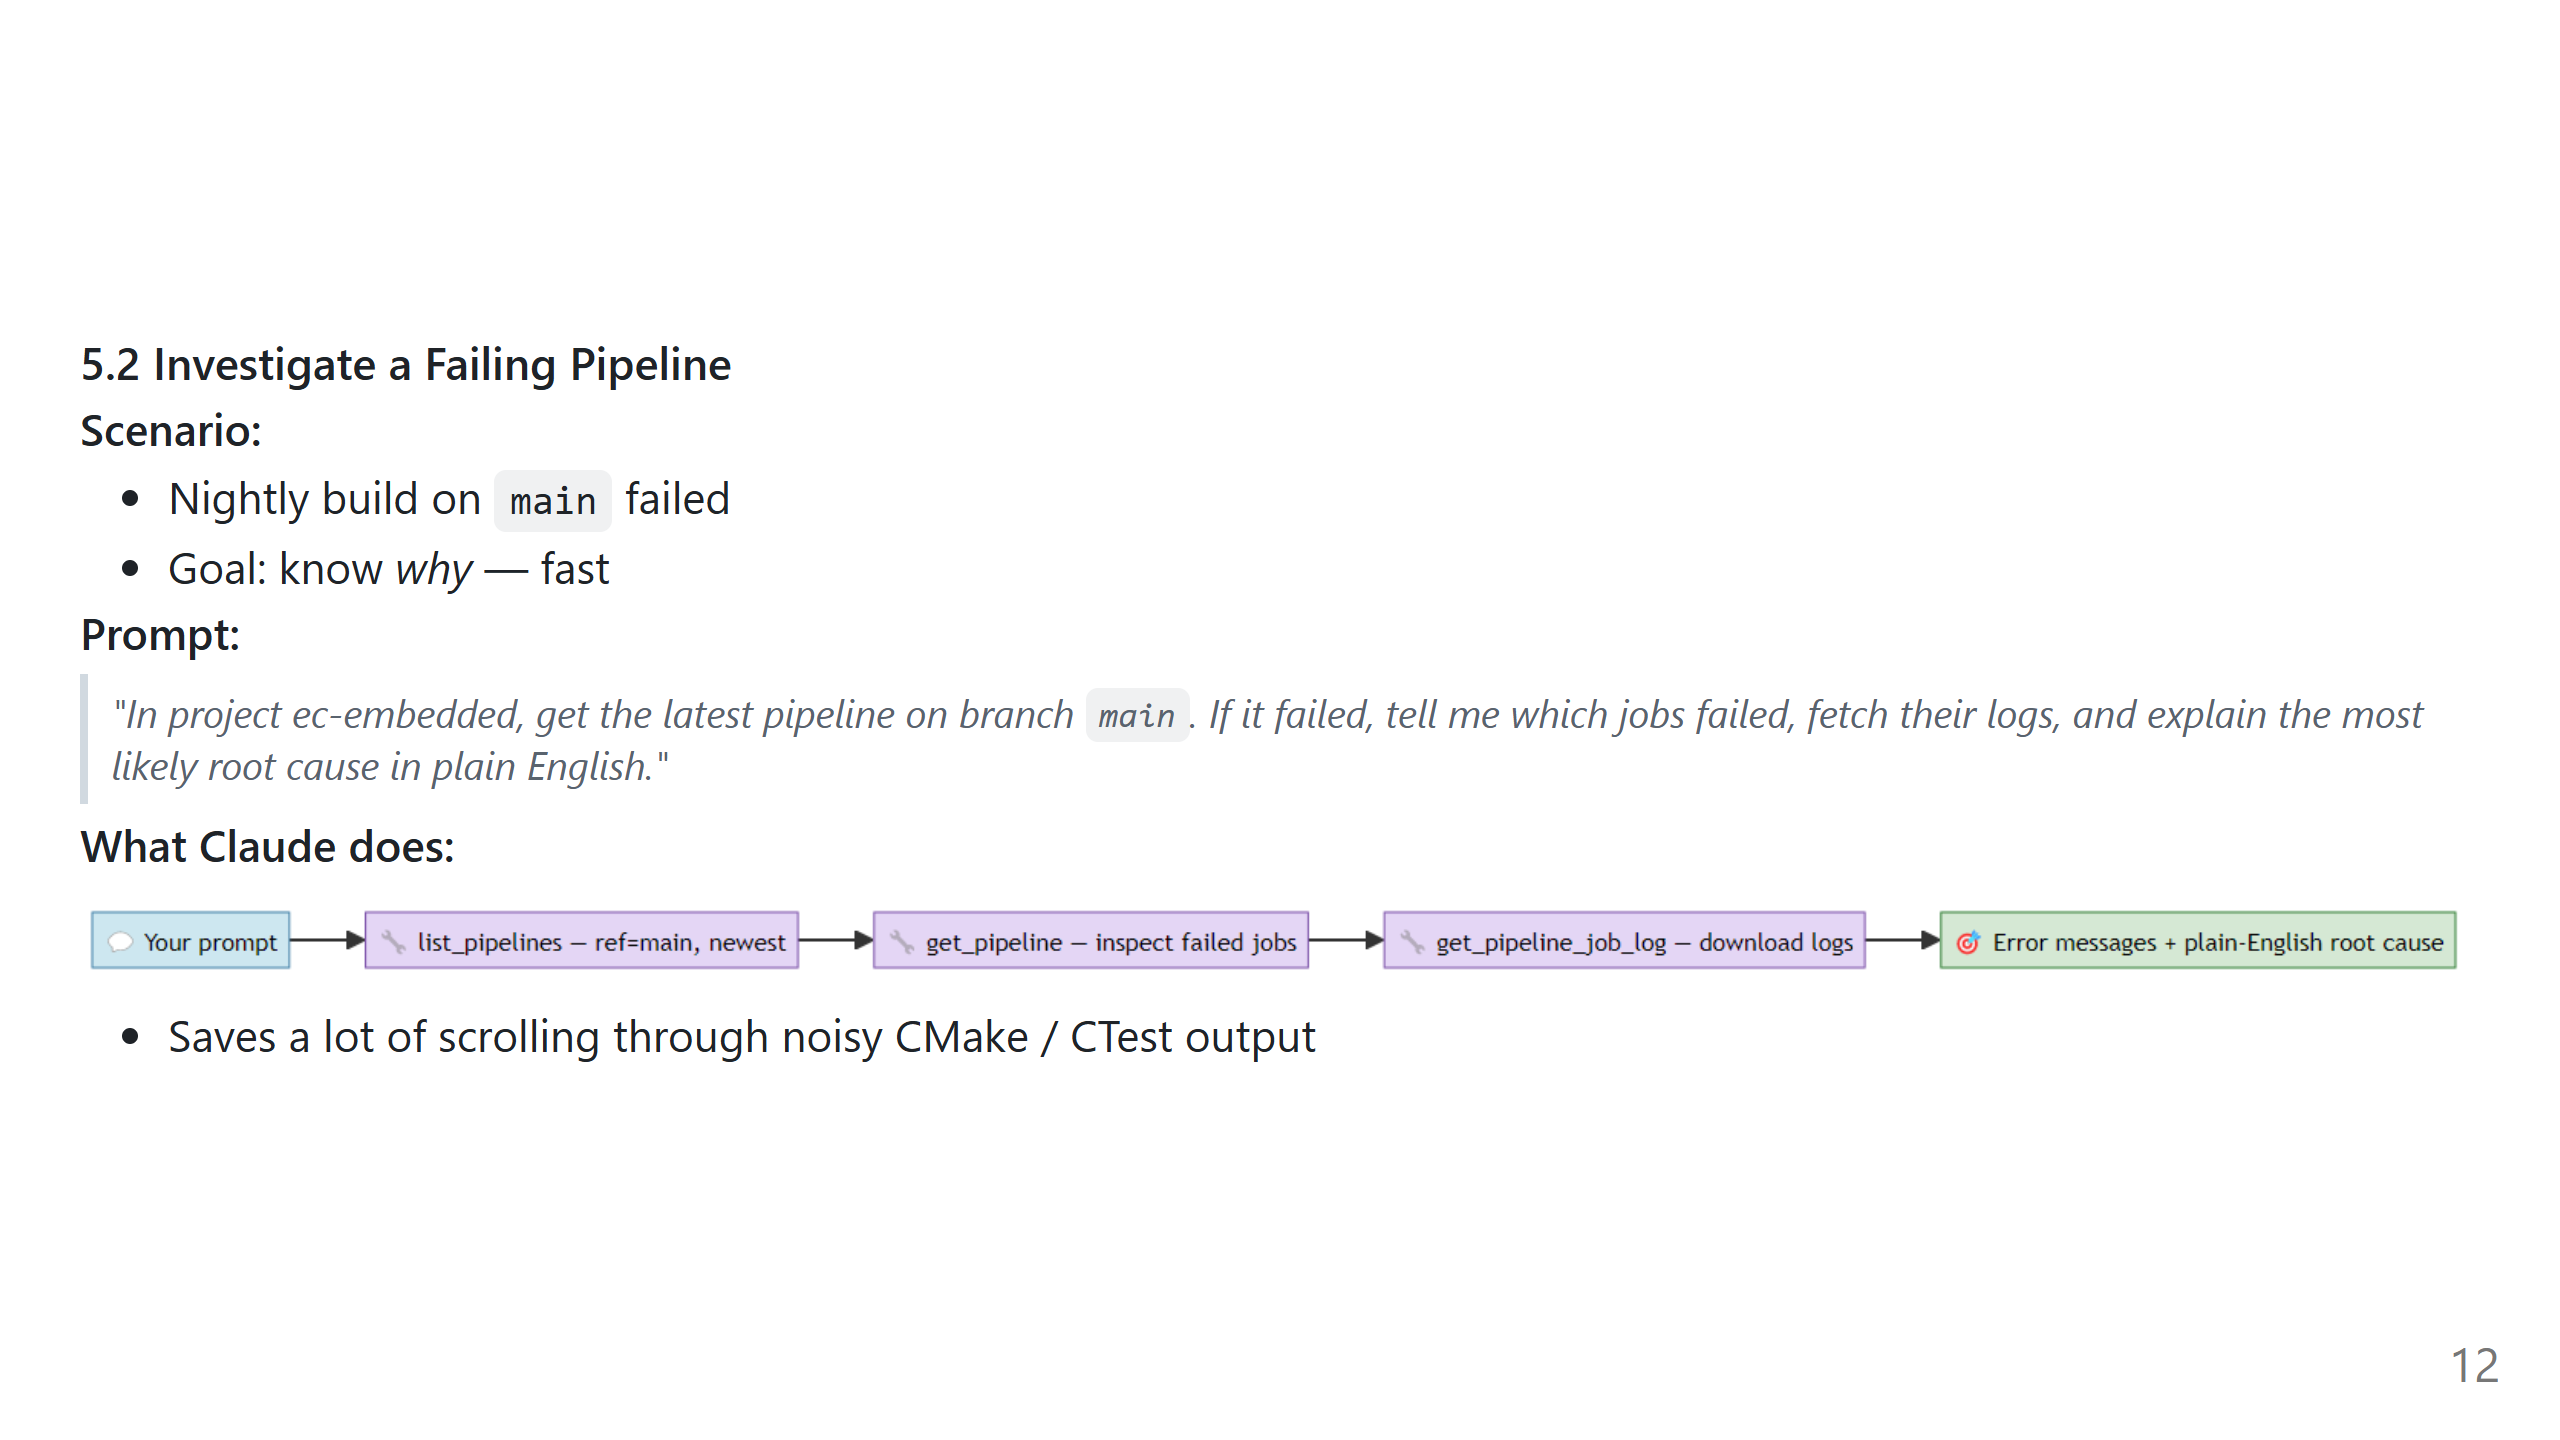 5.2 Investigate a Failing Pipeline
Scenario:
• Nightly build on main failed
• Goal: know why — fast
Prompt:
"In project ec-embedded, get the latest pipeline on branch main. If it failed, tell me which jobs failed, fetch their logs, and explain the most
likely root cause in plain English."
What Claude does:
💬 Your prompt
🔧 list_pipelines — ref=main, newest
🔧 get_pipeline — inspect failed jobs
🔧 get_pipeline_job_log — download logs
🎯 Error messages + plain-English root cause
• Saves a lot of scrolling through noisy CMake / CTest output
12